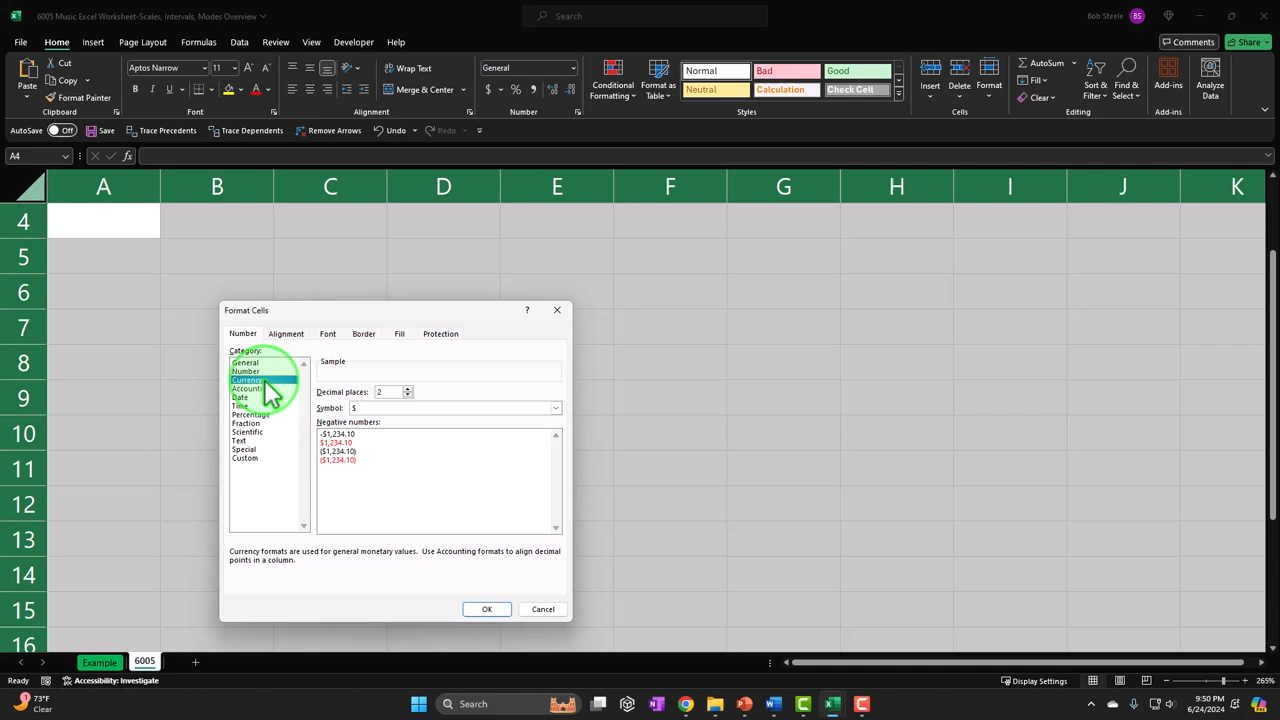 6005 Music Excel Worksheet-Scales, Intervals, Modes Overview
Search
Bob Steele
BS
File Home Insert Draw Page Layout Formulas Data Review View Developer Help
Comments
Share
Paste
Cut
Copy
Format Painter
Clipboard
Aptos Narrow
11
B I U
Font
Wrap Text
Merge & Center
Alignment
General
$ % ,
Number
Conditional Formatting
Format as Table
Normal
Bad
Good
Neutral
Calculation
Check Cell
Styles
Insert
Delete
Format
Cells
AutoSum
Fill
Clear
Sort & Filter
Find & Select
Editing
Add-ins
Add-ins
Analyze Data
AutoSave Off
Save
Trace Precedents
Trace Dependents
Remove Arrows
Undo
Redo
A4
fx
A B C D E F G H I J K
4
5
6
7
8
9
10
11
12
13
14
15
16
Format Cells
?
Number Alignment Font Border Fill Protection
Category:
General
Number
Currency
Accounti
Date
Time
Percentage
Fraction
Scientific
Text
Special
Custom
Sample
Decimal places: 2
Symbol: $
Negative numbers:
-$1,234.10
$1,234.10
($1,234.10)
($1,234.10)
Currency formats are used for general monetary values. Use Accounting formats to align decimal
points in a column.
OK
Cancel
Example
6005
Ready
Accessibility: Investigate
Display Settings
265%
1
73°F
Clear
Search
9:50 PM
6/24/2024